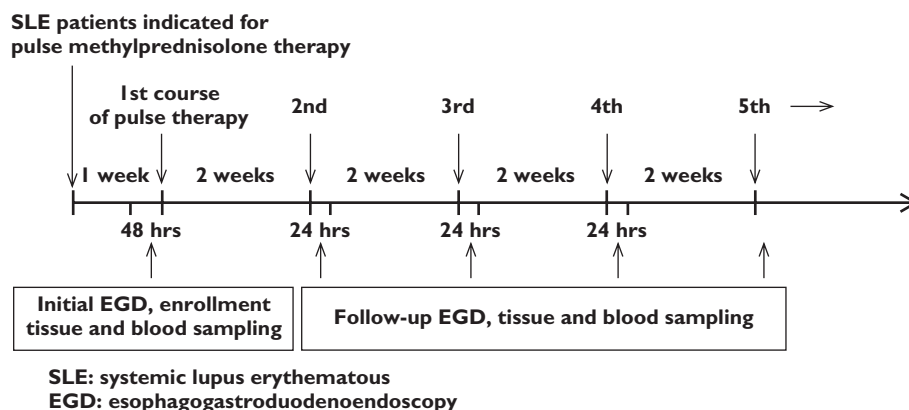 SLE patients indicated for
pulse methylprednisolone therapy
1st course
of pulse therapy
2nd
3rd
4th
5th
1 week
2 weeks
2 weeks
2 weeks
2 weeks
48 hrs
24 hrs
24 hrs
24 hrs
Initial EGD, enrollment
tissue and blood sampling
Follow-up EGD, tissue and blood sampling
SLE: systemic lupus erythematous
EGD: esophagogastroduodenoendoscopy